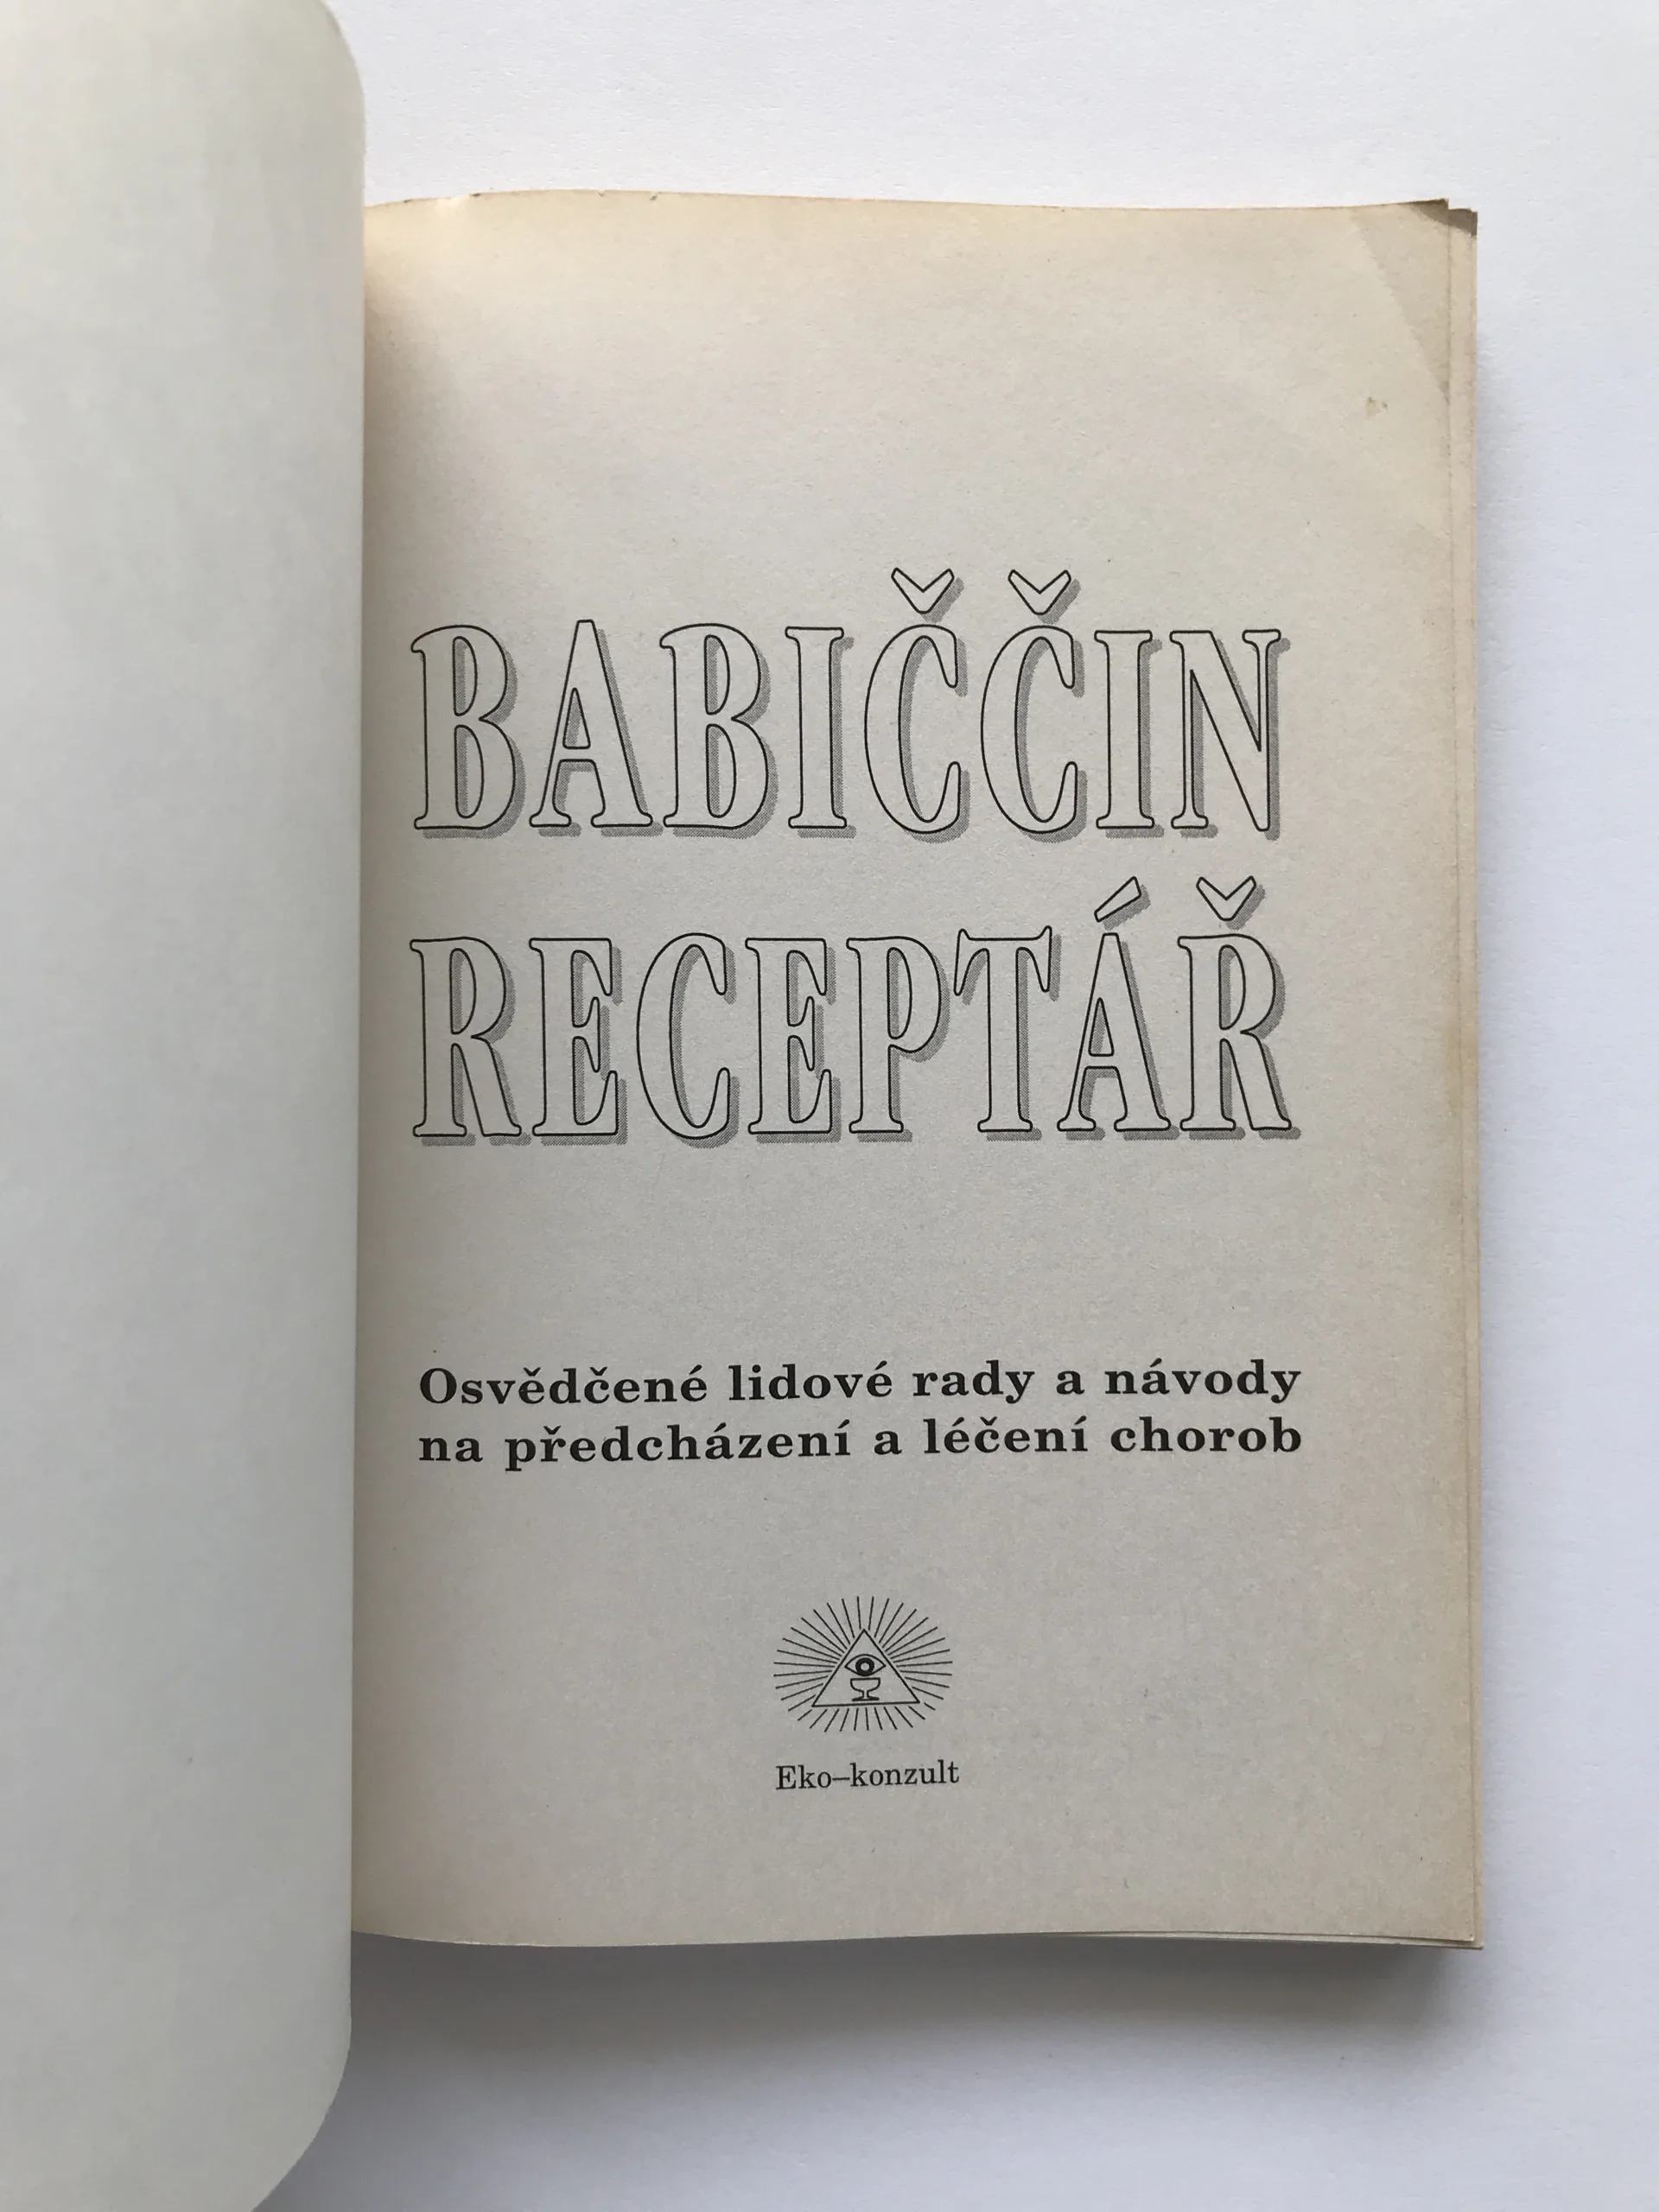 BABIČČIN
RECEPTÁŘ
Osvědčené lidové rady a návody
na předcházení a léčení chorob
Eko–konzult